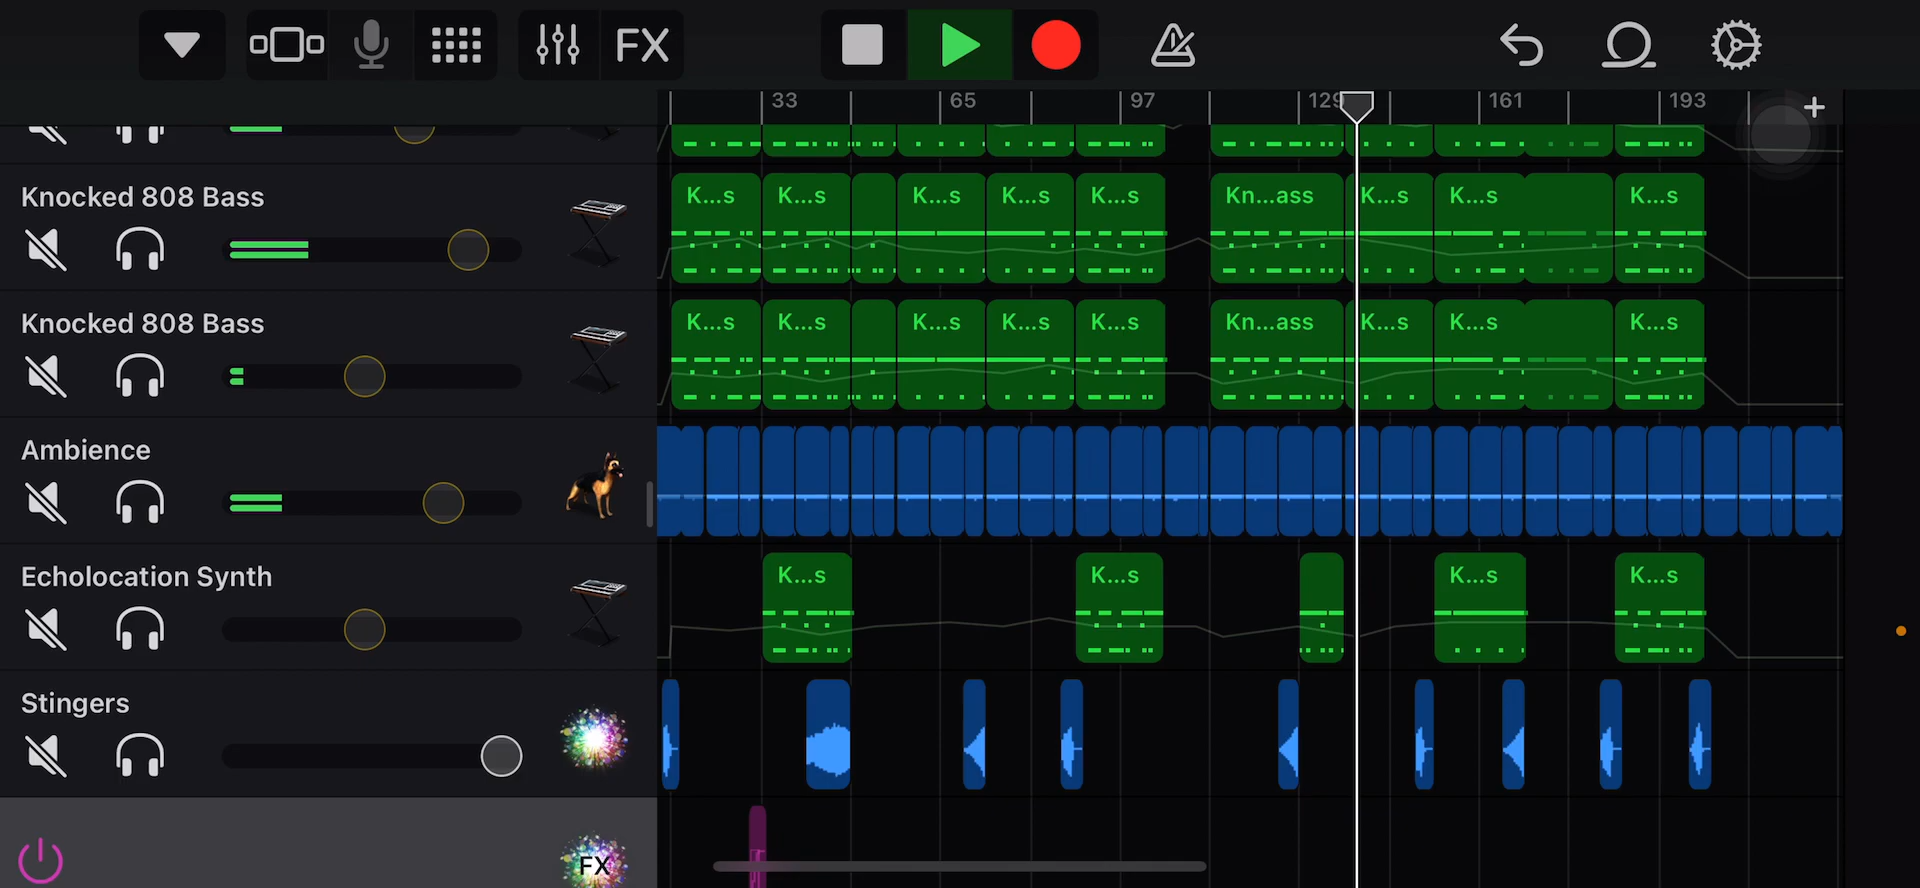 FX
33 65 97 129 161 193 +
Knocked 808 Bass
K...s K...s K...s K...s K...s Kn...ass K...s K...s K...s
Knocked 808 Bass
K...s K...s K...s K...s K...s Kn...ass K...s K...s K...s
Ambience
Echolocation Synth
K...s K...s K...s K...s
Stingers
FX